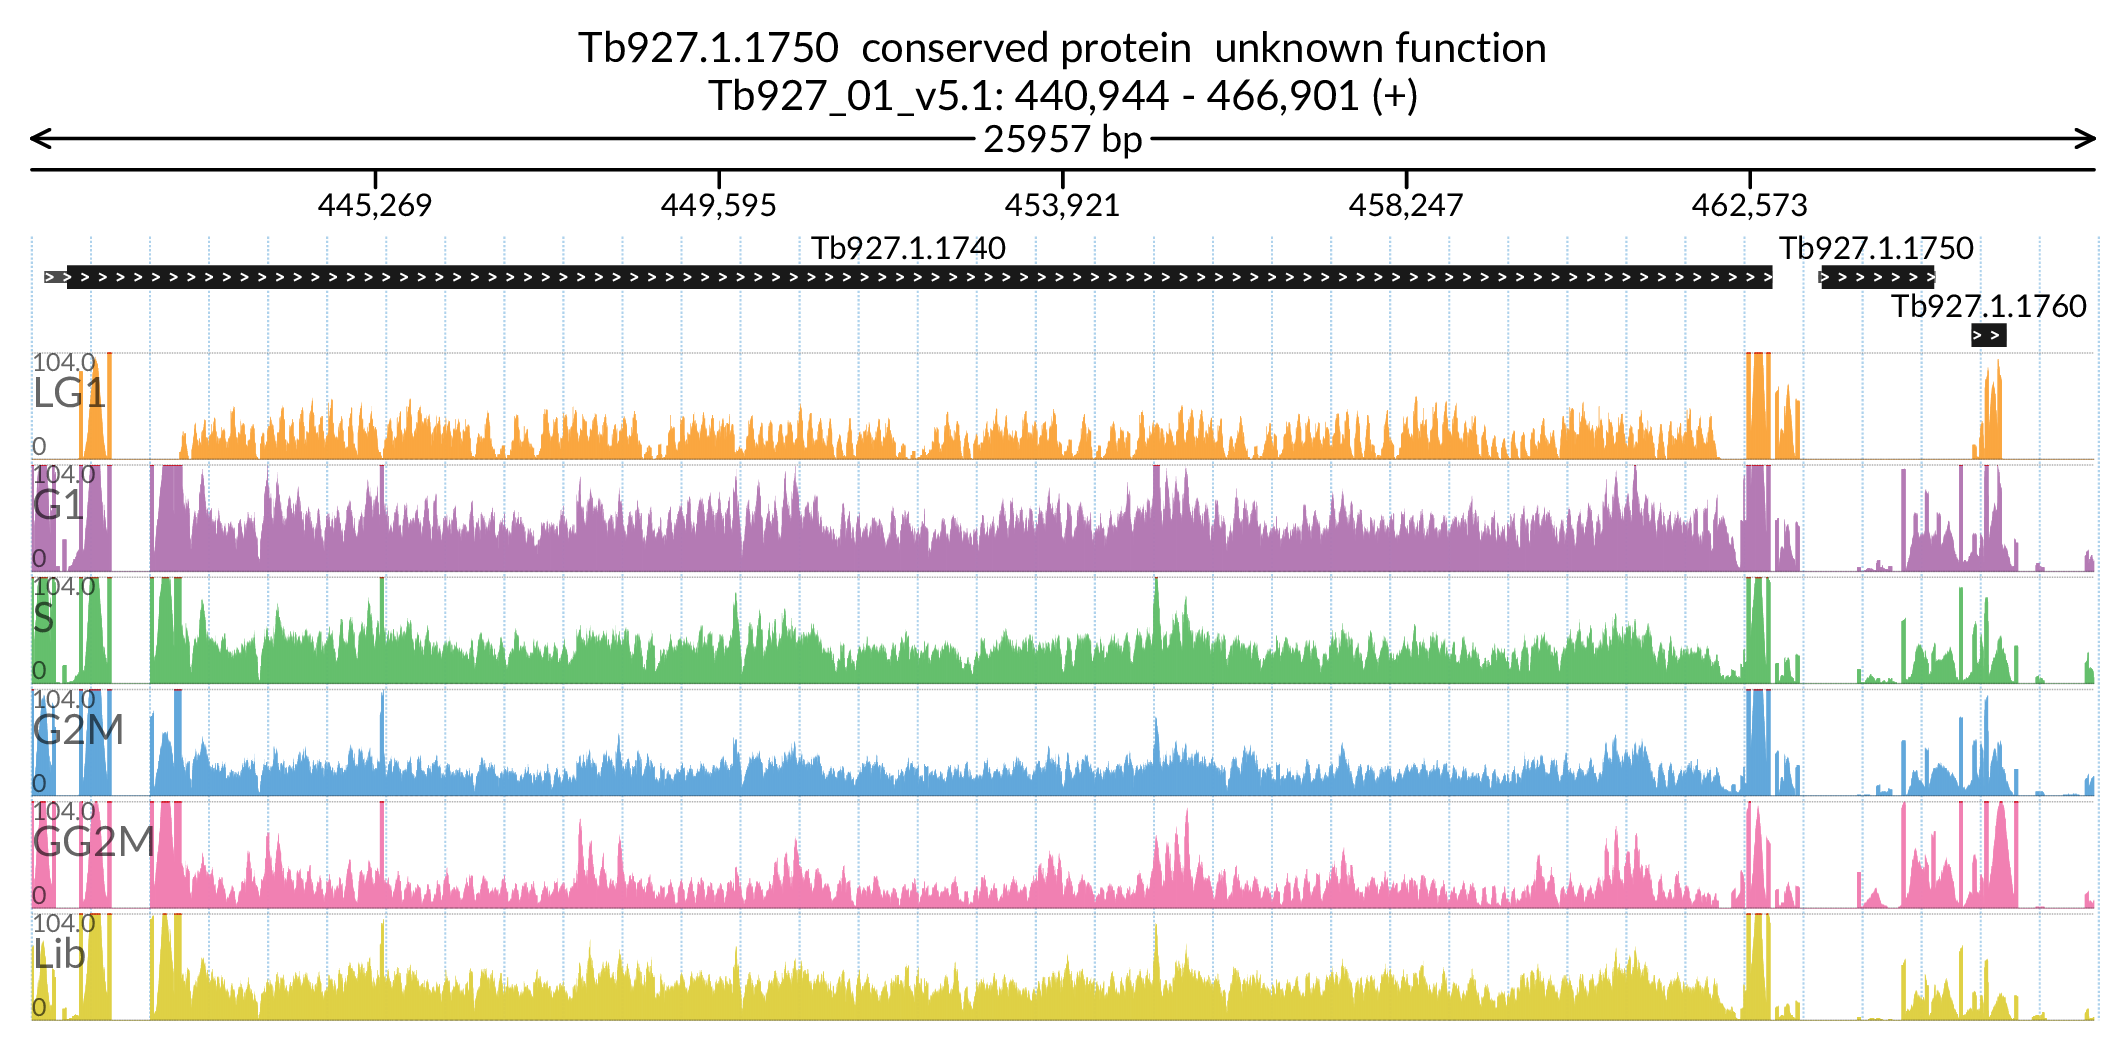 Tb927.1.1750  conserved protein  unknown function
Tb927_01_v5.1: 440,944 - 466,901 (+)
25957 bp
445,269 449,595 453,921 458,247 462,573
Tb927.1.1740 Tb927.1.1750
Tb927.1.1760
104.0
LG1
0
104.0
G1
0
104.0
S
0
104.0
G2M
0
104.0
GG2M
0
104.0
Lib
0